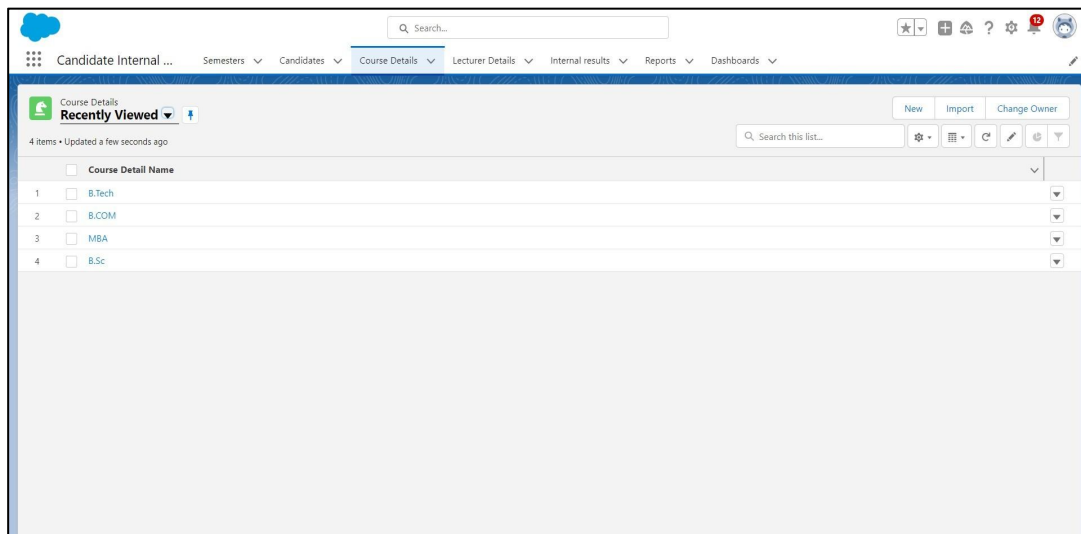 Search...
12
Candidate Internal ... Semesters Candidates Course Details Lecturer Details Internal results Reports Dashboards
Course Details
Recently Viewed
New Import Change Owner
4 items • Updated a few seconds ago
Search this list...
Course Detail Name
1 B.Tech
2 B.COM
3 MBA
4 B.Sc